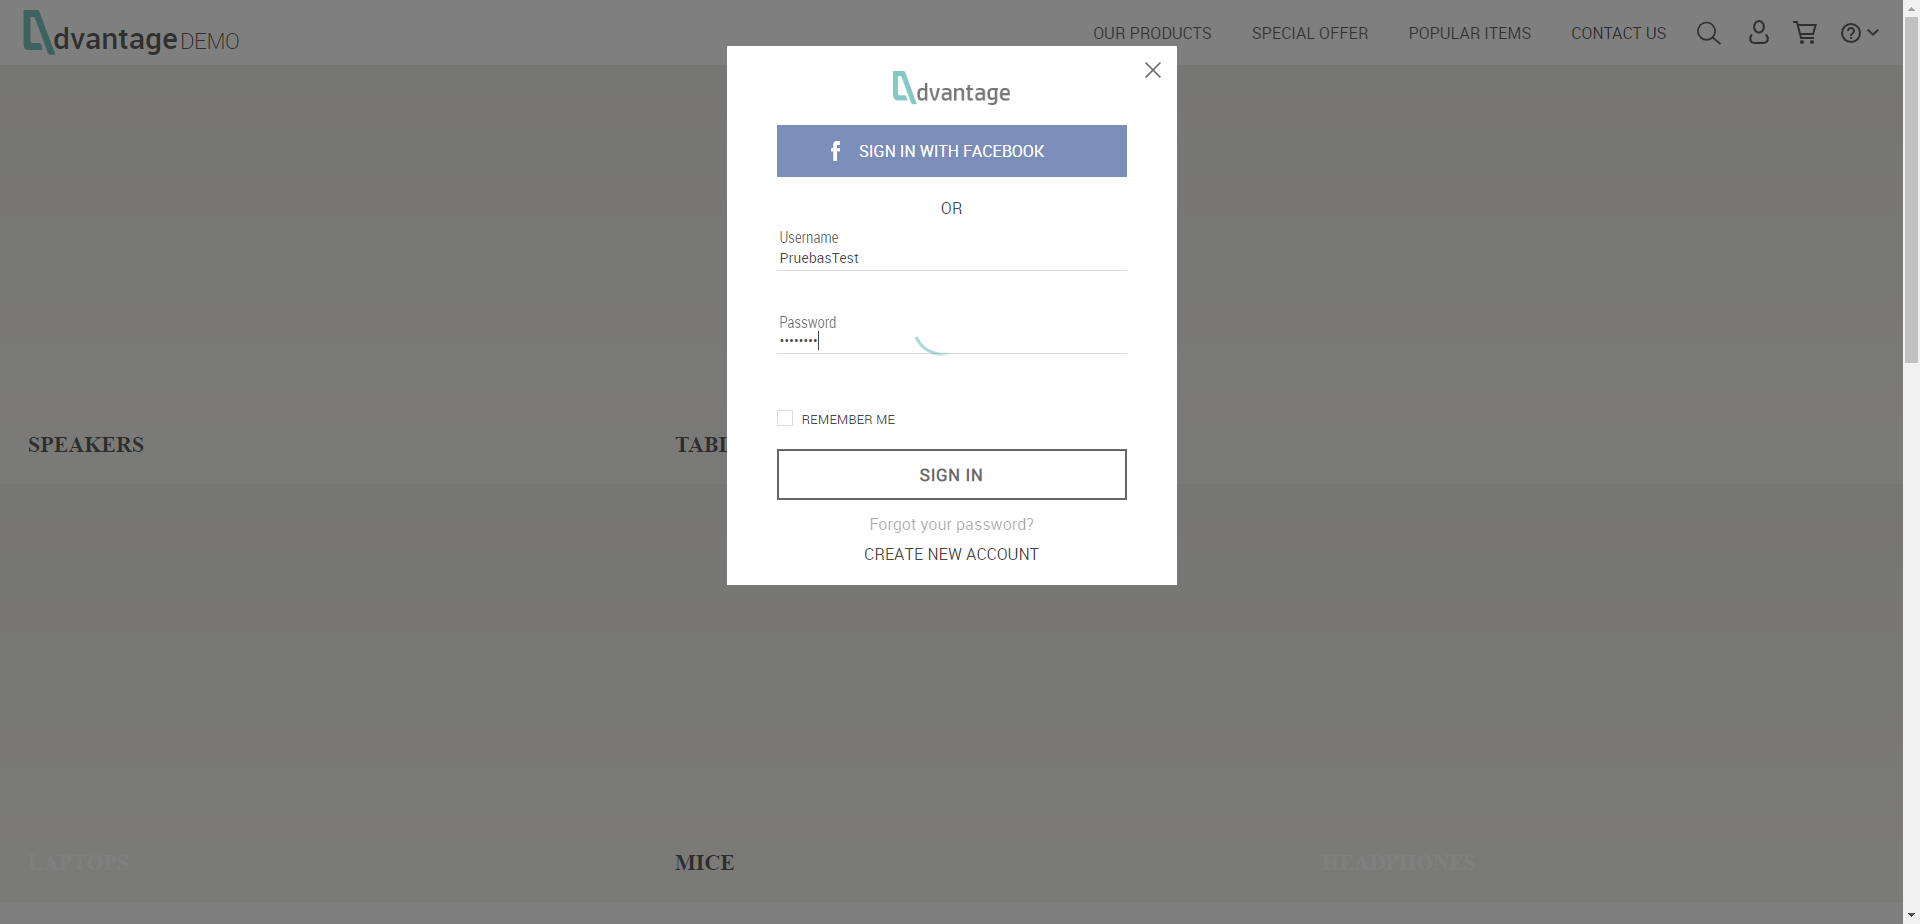 dvantage DEMO
OUR PRODUCTS SPECIAL OFFER POPULAR ITEMS CONTACT US
dvantage
SIGN IN WITH FACEBOOK
OR
Username
PruebasTest
Password
••••••••
REMEMBER ME
SIGN IN
Forgot your password?
CREATE NEW ACCOUNT
SPEAKERS
LAPTOPS MICE HEADPHONES